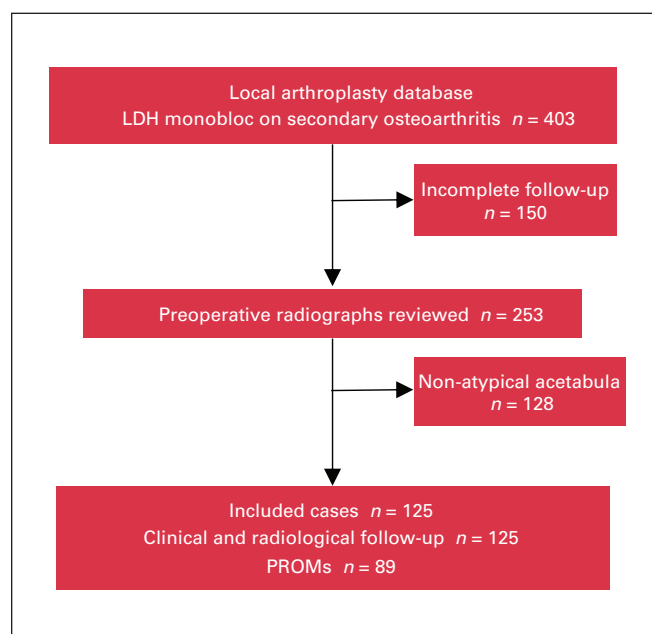 Local arthroplasty database
LDH monobloc on secondary osteoarthritis n = 403
Incomplete follow-up
n = 150
Preoperative radiographs reviewed n = 253
Non-atypical acetabula
n = 128
Included cases n = 125
Clinical and radiological follow-up n = 125
PROMs n = 89